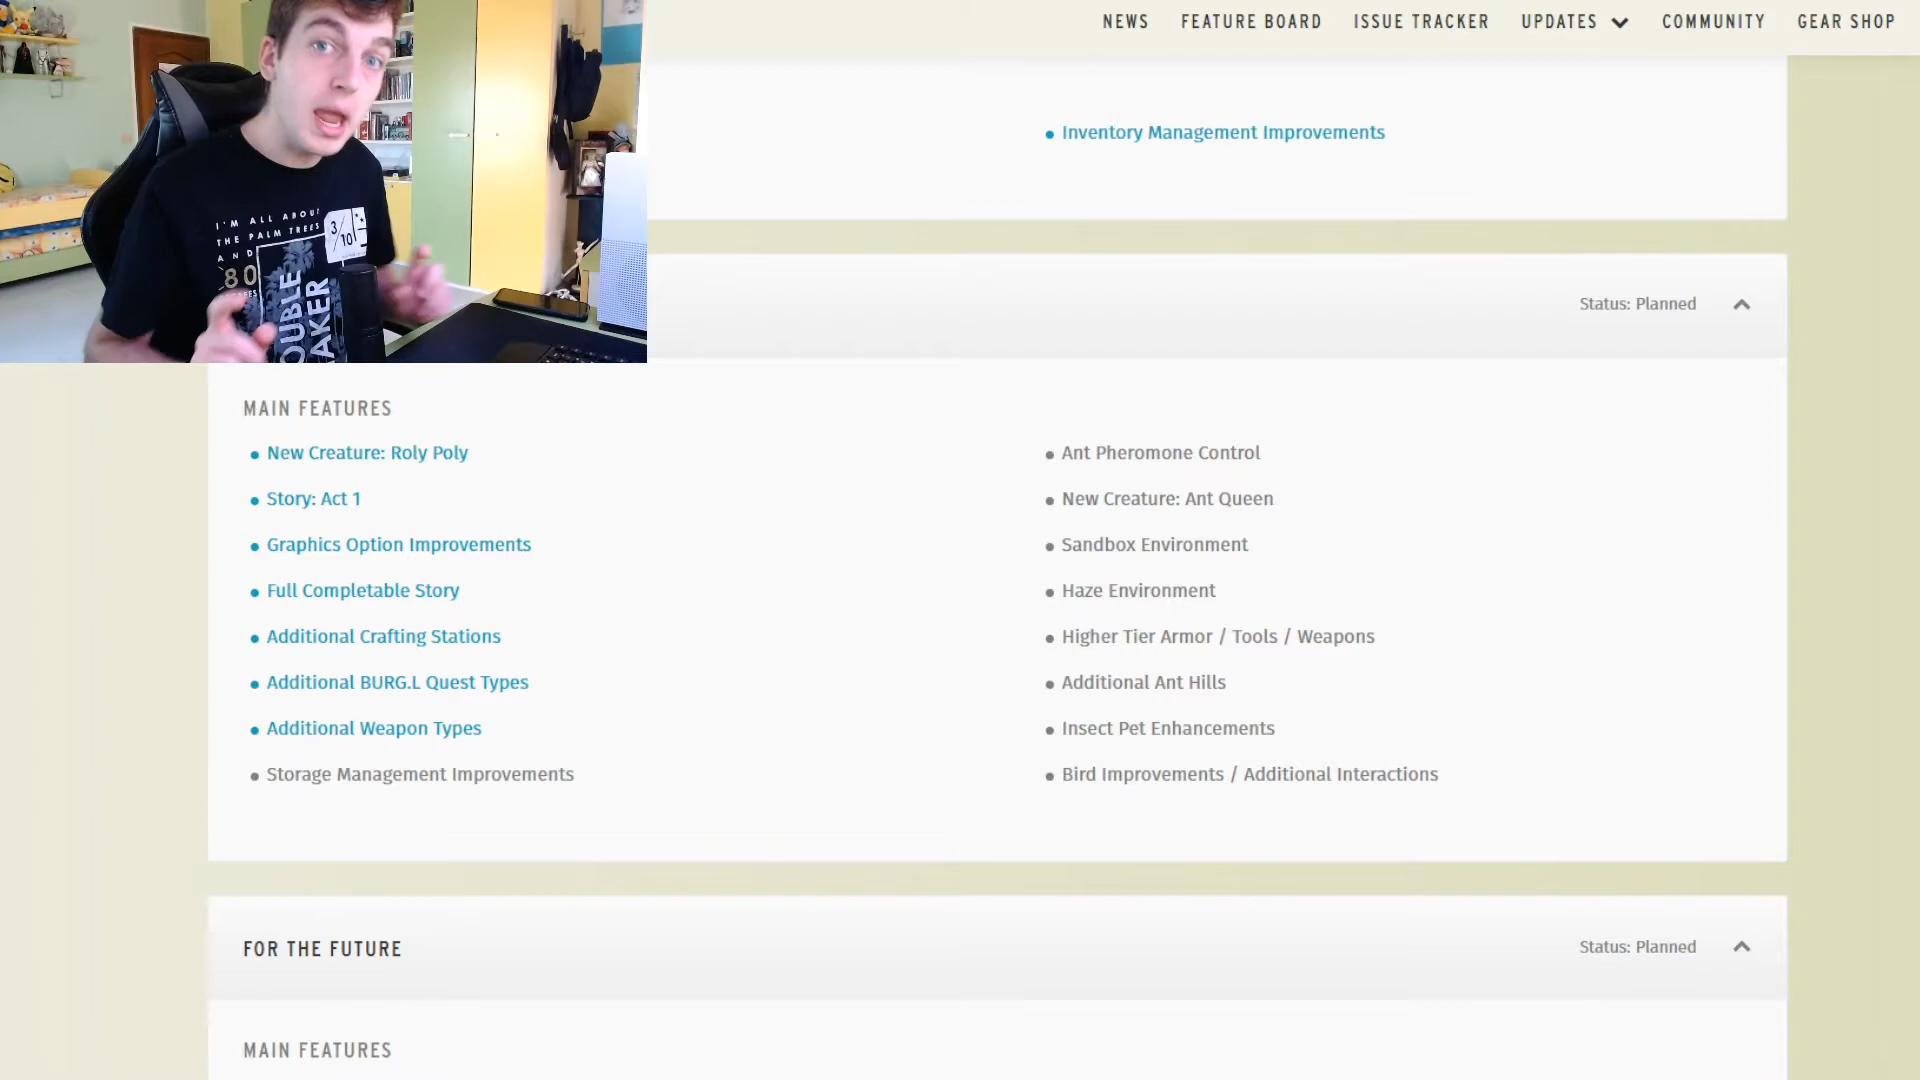 NEWS FEATURE BOARD ISSUE TRACKER UPDATES COMMUNITY GEAR SHOP
Inventory Management Improvements
Status: Planned
I'M ALL ABOUT
THE PALM TREES
AND
80
3/10
MAIN FEATURES
New Creature: Roly Poly
Story: Act 1
Graphics Option Improvements
Full Completable Story
Additional Crafting Stations
Additional BURG.L Quest Types
Additional Weapon Types
Storage Management Improvements
Ant Pheromone Control
New Creature: Ant Queen
Sandbox Environment
Haze Environment
Higher Tier Armor / Tools / Weapons
Additional Ant Hills
Insect Pet Enhancements
Bird Improvements / Additional Interactions
FOR THE FUTURE
Status: Planned
MAIN FEATURES